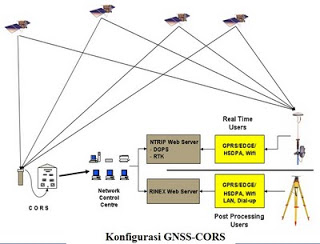 Real Time
Users
NTRIP Web Server
- DGPS
- RTK
GPRS/EDGE/
HSDPA, Wifi
C O R S
Network
Control
Centre
RINEX Web Server
GPRS/EDGE/
HSDPA, Wifi
LAN, Dial-up
Post Processing
Users
Konfigurasi GNSS-CORS